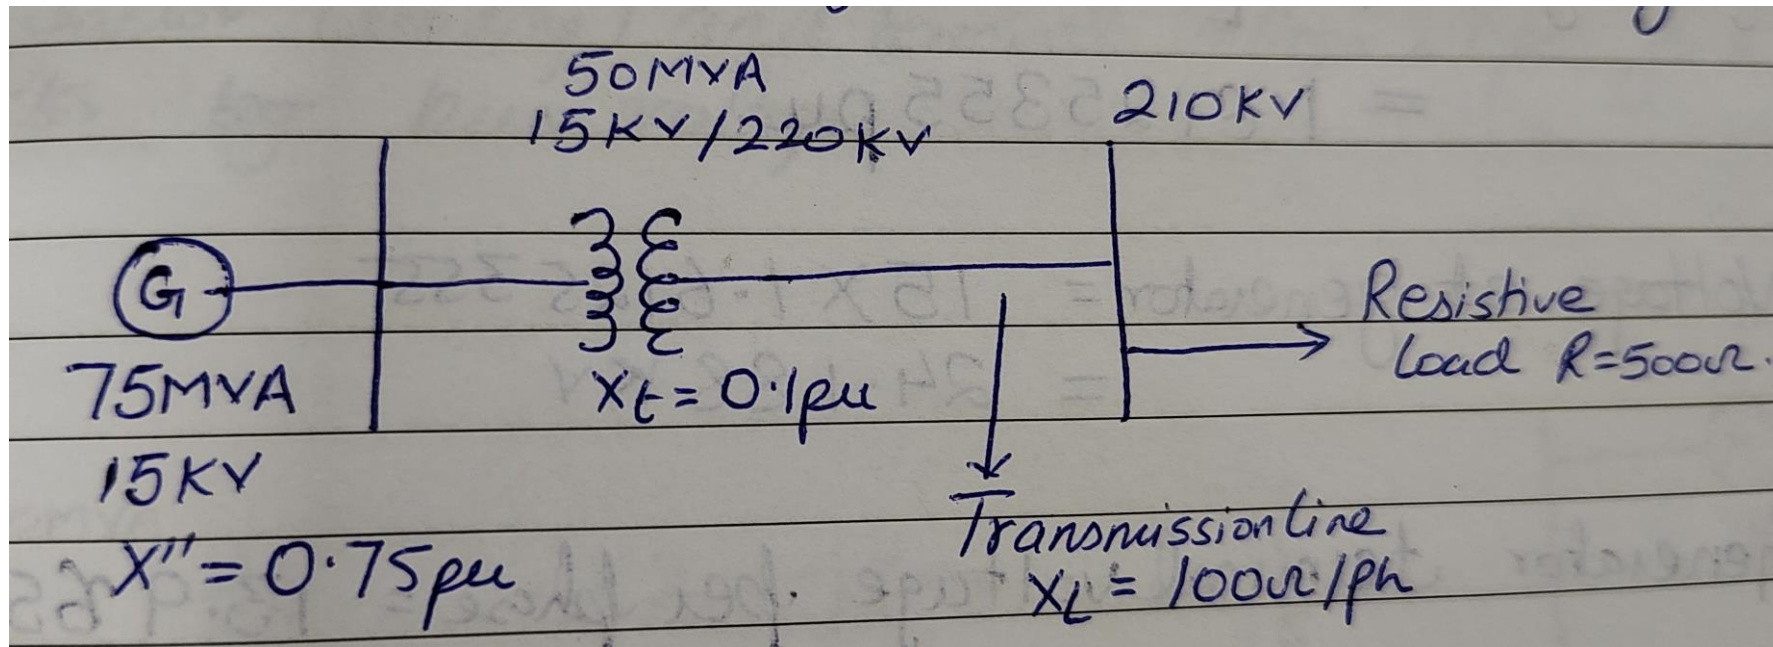 50MVA
15KV/220KV
210KV
G
Resistive
load R=500Ω.
75MVA
Xt=0.1pu
15KV
Transmission line
X''=0.75pu
XL=100Ω/ph